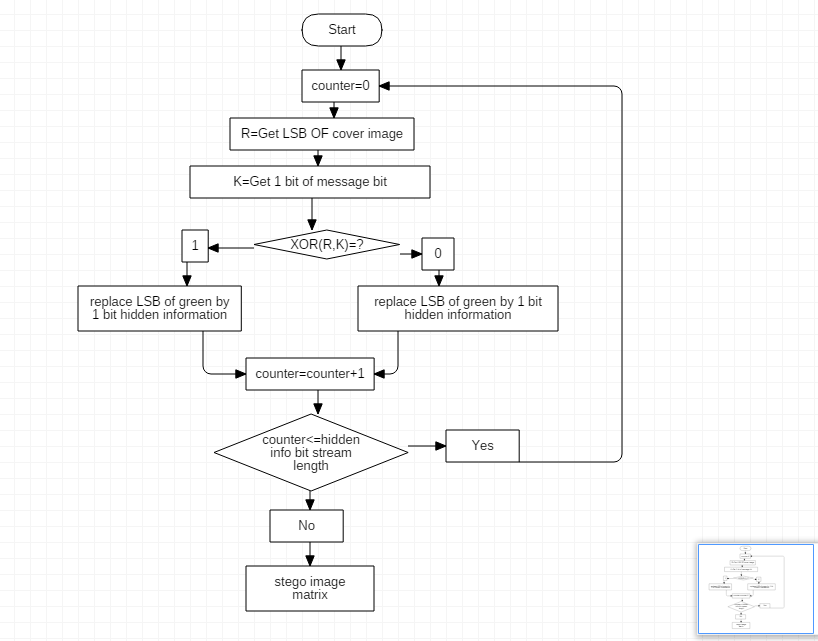 Start
counter=0
R=Get LSB OF cover image
K=Get 1 bit of message bit
XOR(R,K)=?
1
0
replace LSB of green by
1 bit hidden information
replace LSB of green by 1 bit
hidden information
counter=counter+1
counter<=hidden
info bit stream
length
Yes
No
stego image
matrix